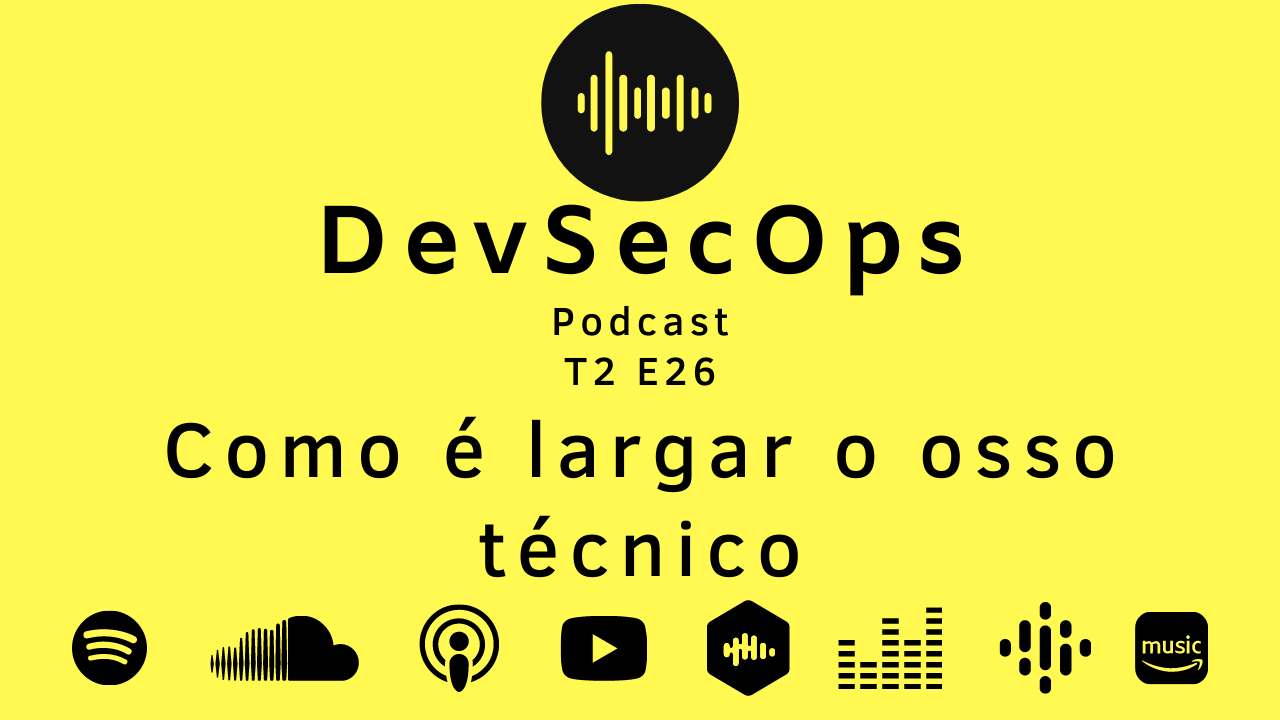 DevSecOps
Podcast
T2 E26
Como é largar o osso
técnico
music